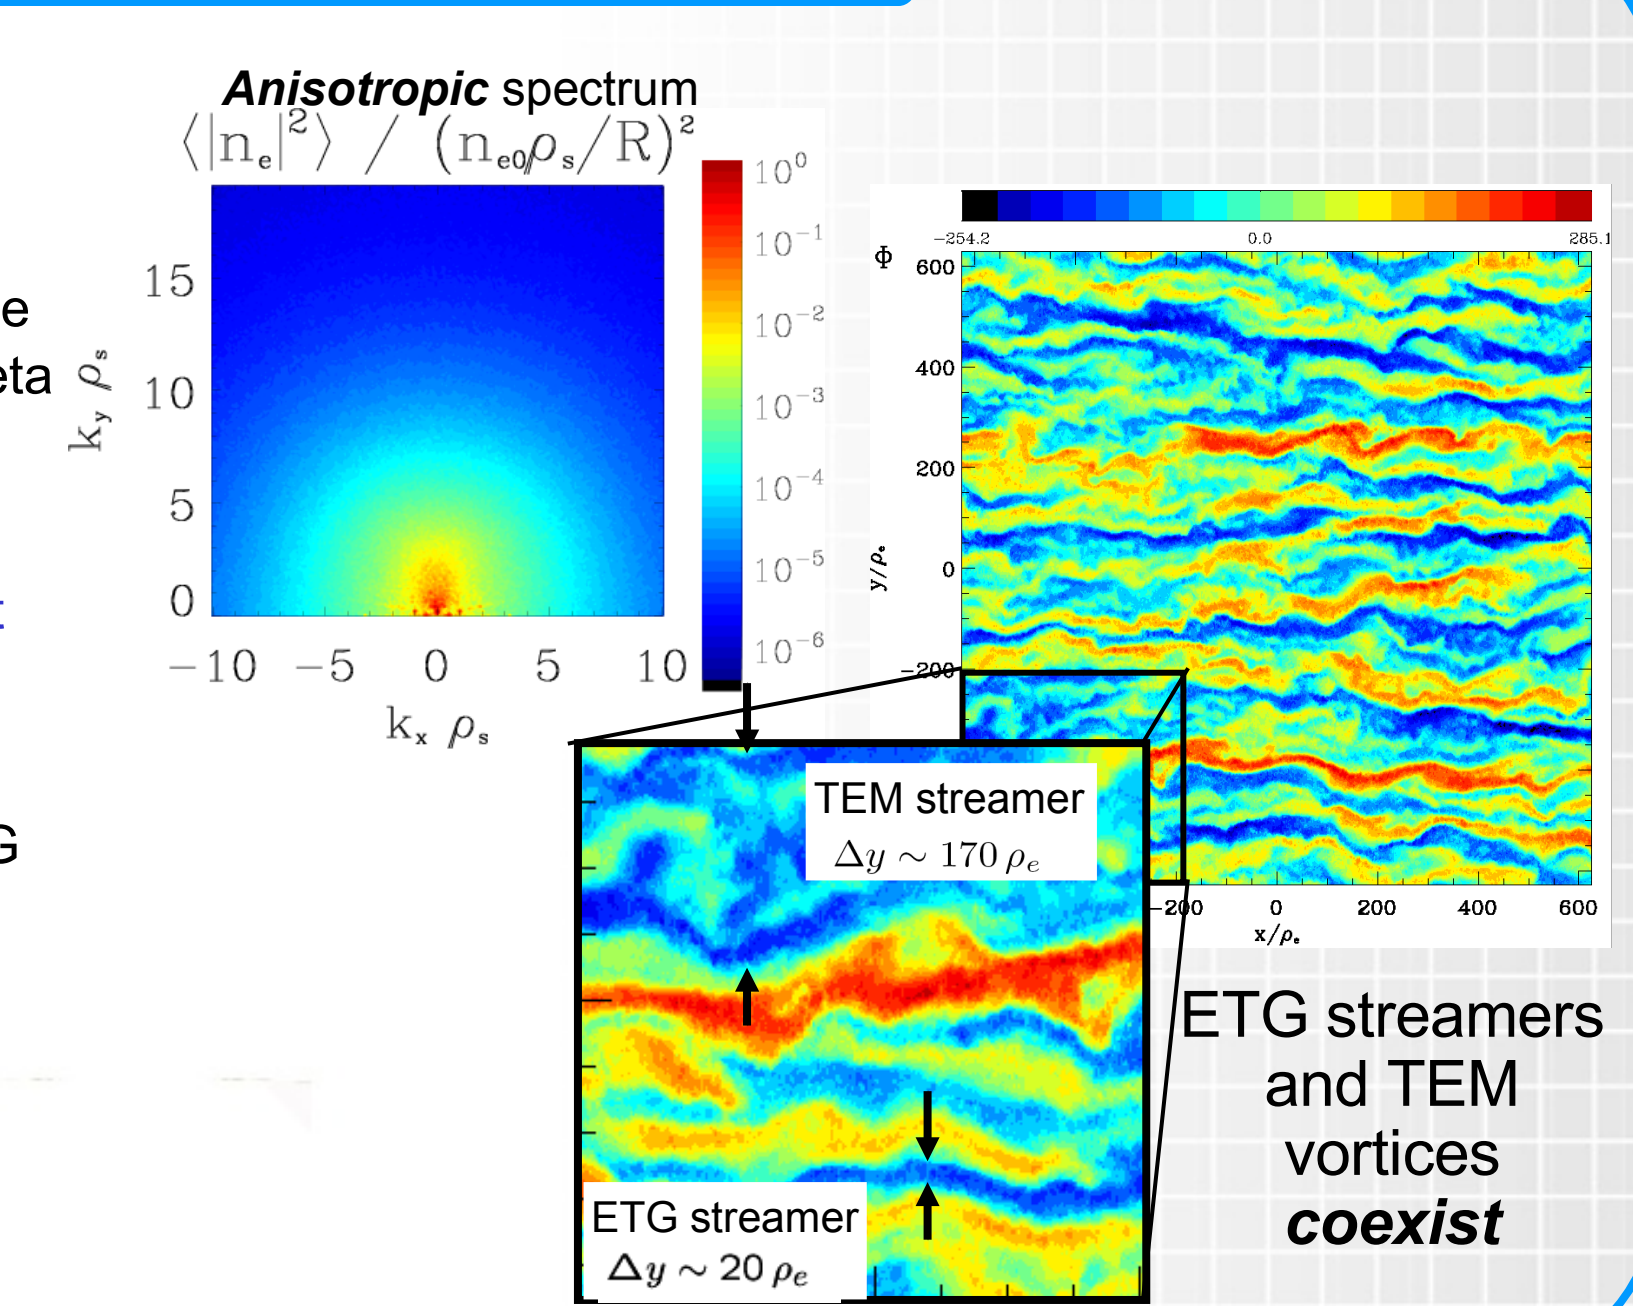 Anisotropic spectrum
⟨|nₑ|²⟩ / (nₑ₀ρₛ/R)²
10⁰
10⁻¹
10⁻²
10⁻³
10⁻⁴
10⁻⁵
10⁻⁶
15
10
5
0
k_y ρₛ
−10 −5 0 5 10
kₓ ρₛ
e
eta
G
−254.2 0.0 285.1
Φ
600
400
200
0
−200
y/ρₑ
−200 0 200 400 600
x/ρₑ
TEM streamer
Δy ∼ 170 ρₑ
ETG streamer
Δy ∼ 20 ρₑ
ETG streamers
and TEM
vortices
coexist